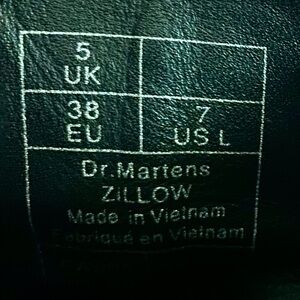 5
UK
38
EU
7
US L
Dr.Martens
ZILLOW
Made in Vietnam
Fabriqué en Vietnam